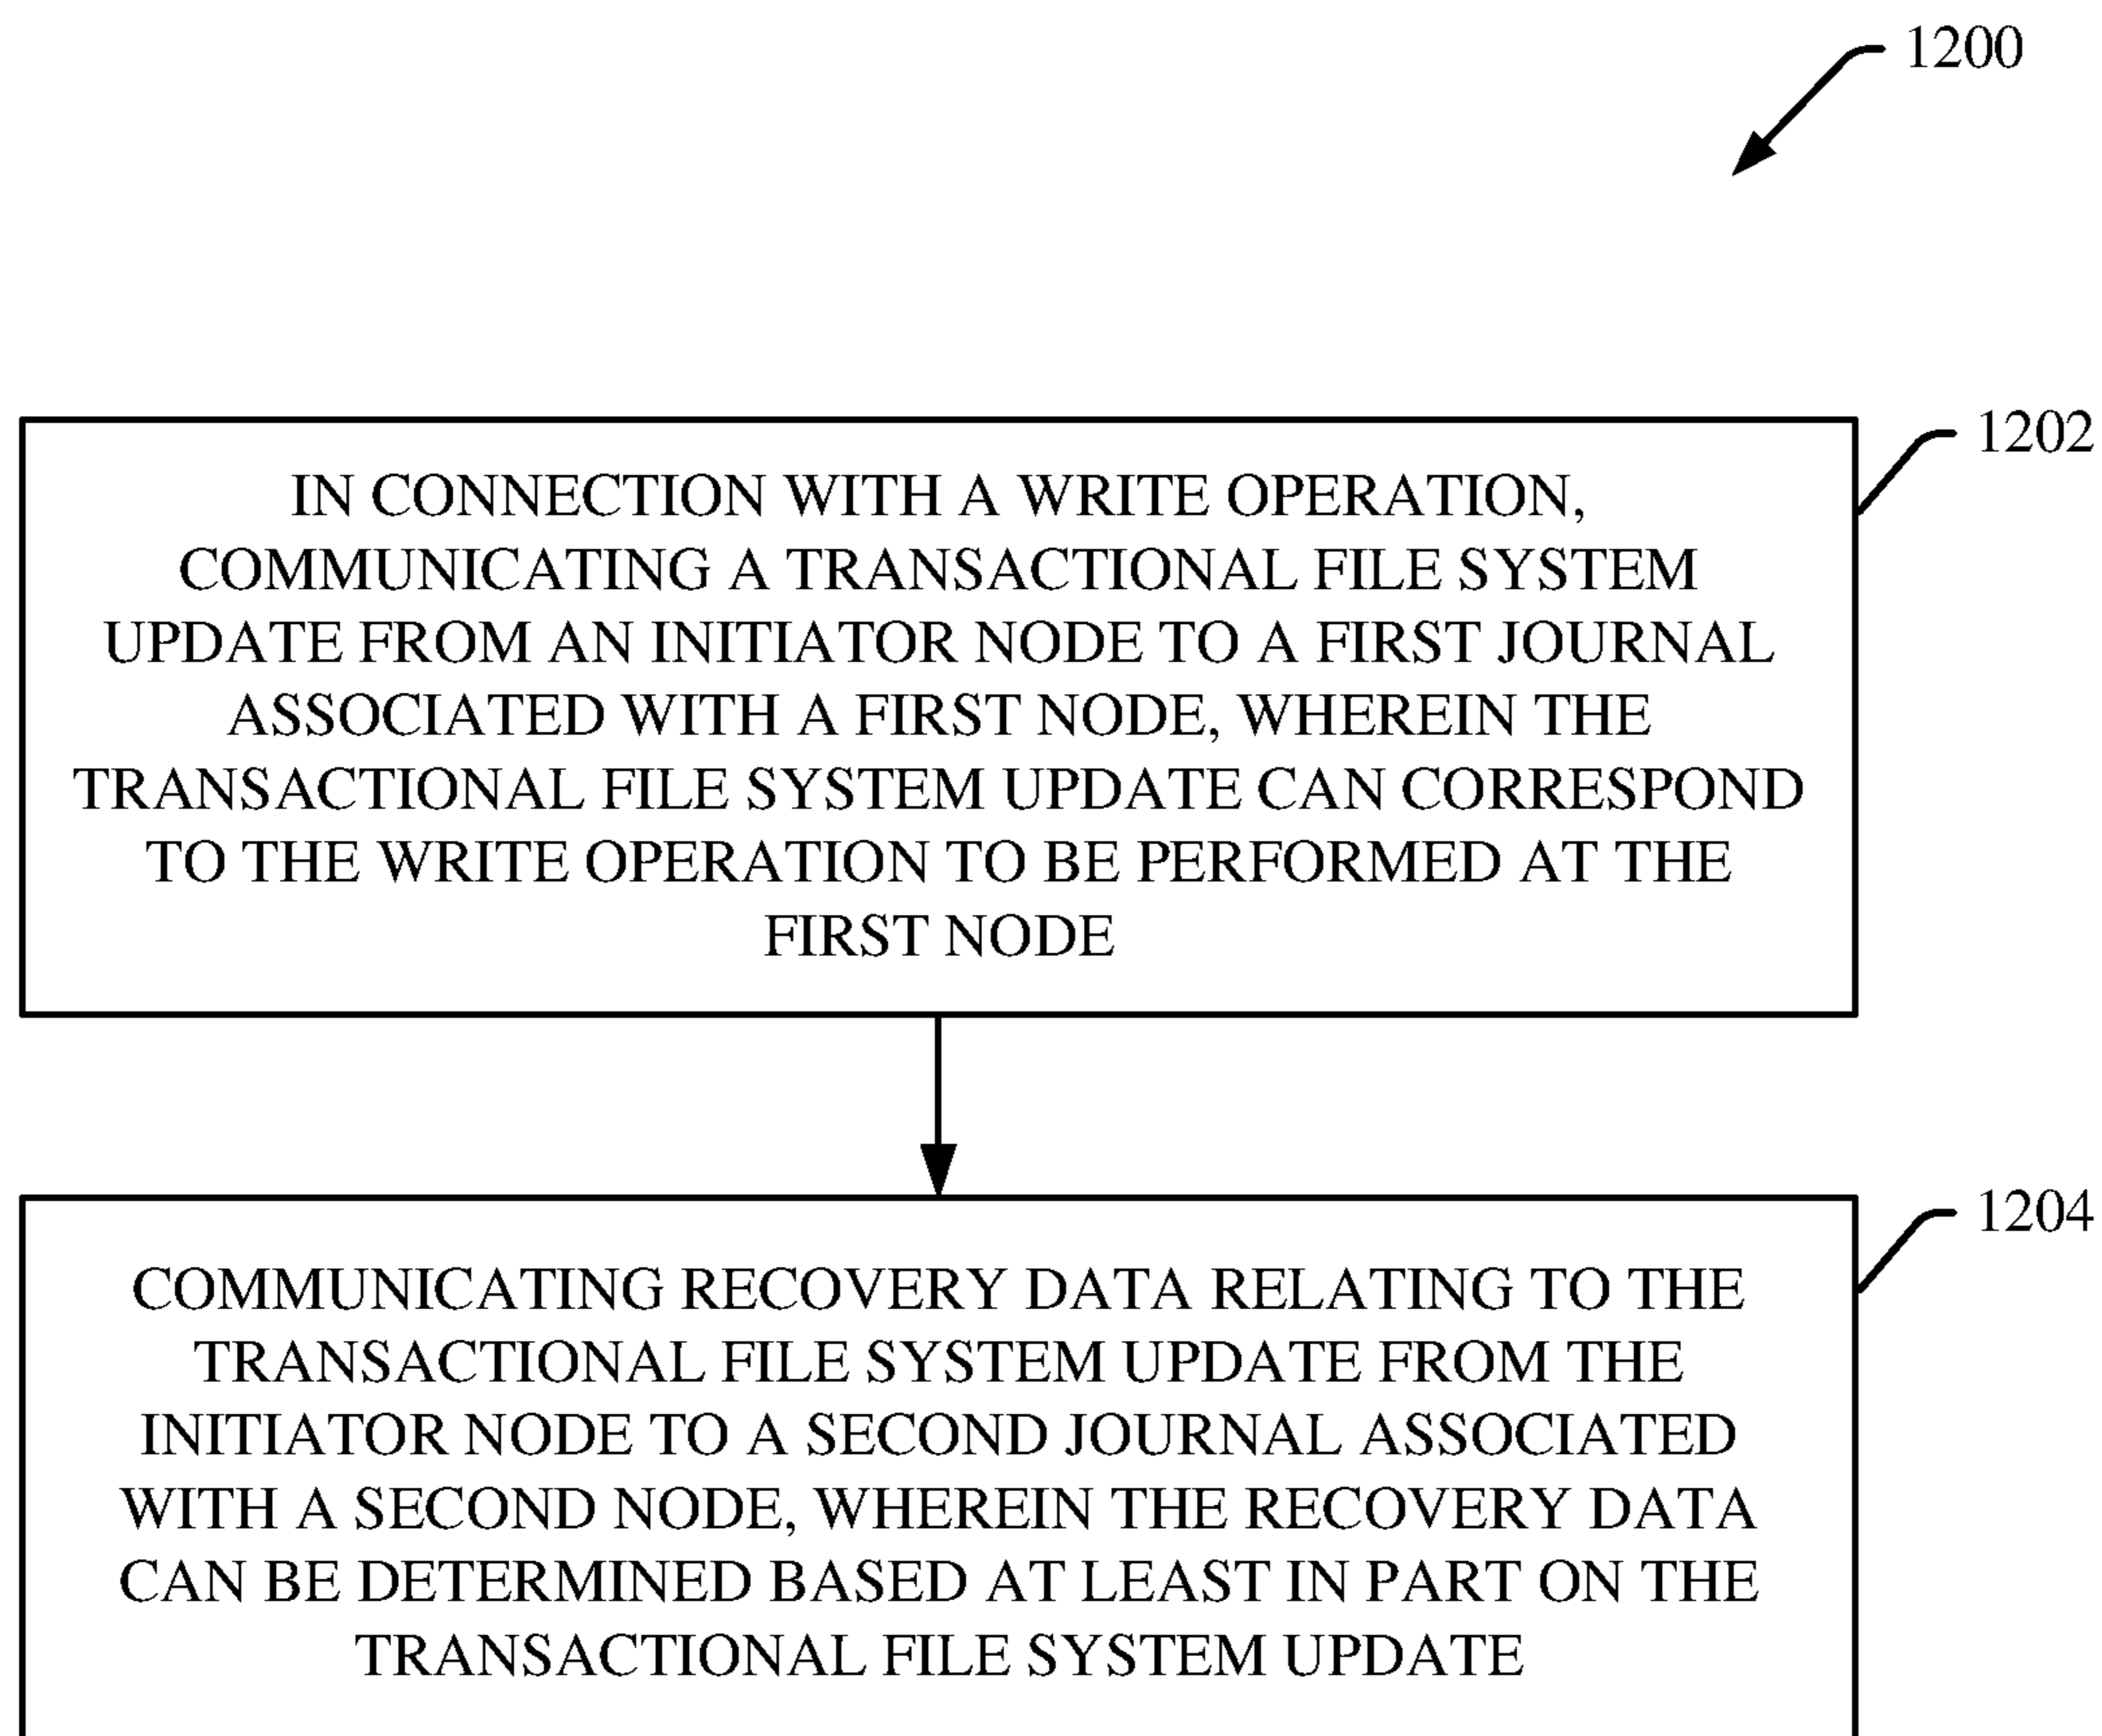 1200
1202
IN CONNECTION WITH A WRITE OPERATION,
COMMUNICATING A TRANSACTIONAL FILE SYSTEM
UPDATE FROM AN INITIATOR NODE TO A FIRST JOURNAL
ASSOCIATED WITH A FIRST NODE, WHEREIN THE
TRANSACTIONAL FILE SYSTEM UPDATE CAN CORRESPOND
TO THE WRITE OPERATION TO BE PERFORMED AT THE
FIRST NODE
1204
COMMUNICATING RECOVERY DATA RELATING TO THE
TRANSACTIONAL FILE SYSTEM UPDATE FROM THE
INITIATOR NODE TO A SECOND JOURNAL ASSOCIATED
WITH A SECOND NODE, WHEREIN THE RECOVERY DATA
CAN BE DETERMINED BASED AT LEAST IN PART ON THE
TRANSACTIONAL FILE SYSTEM UPDATE